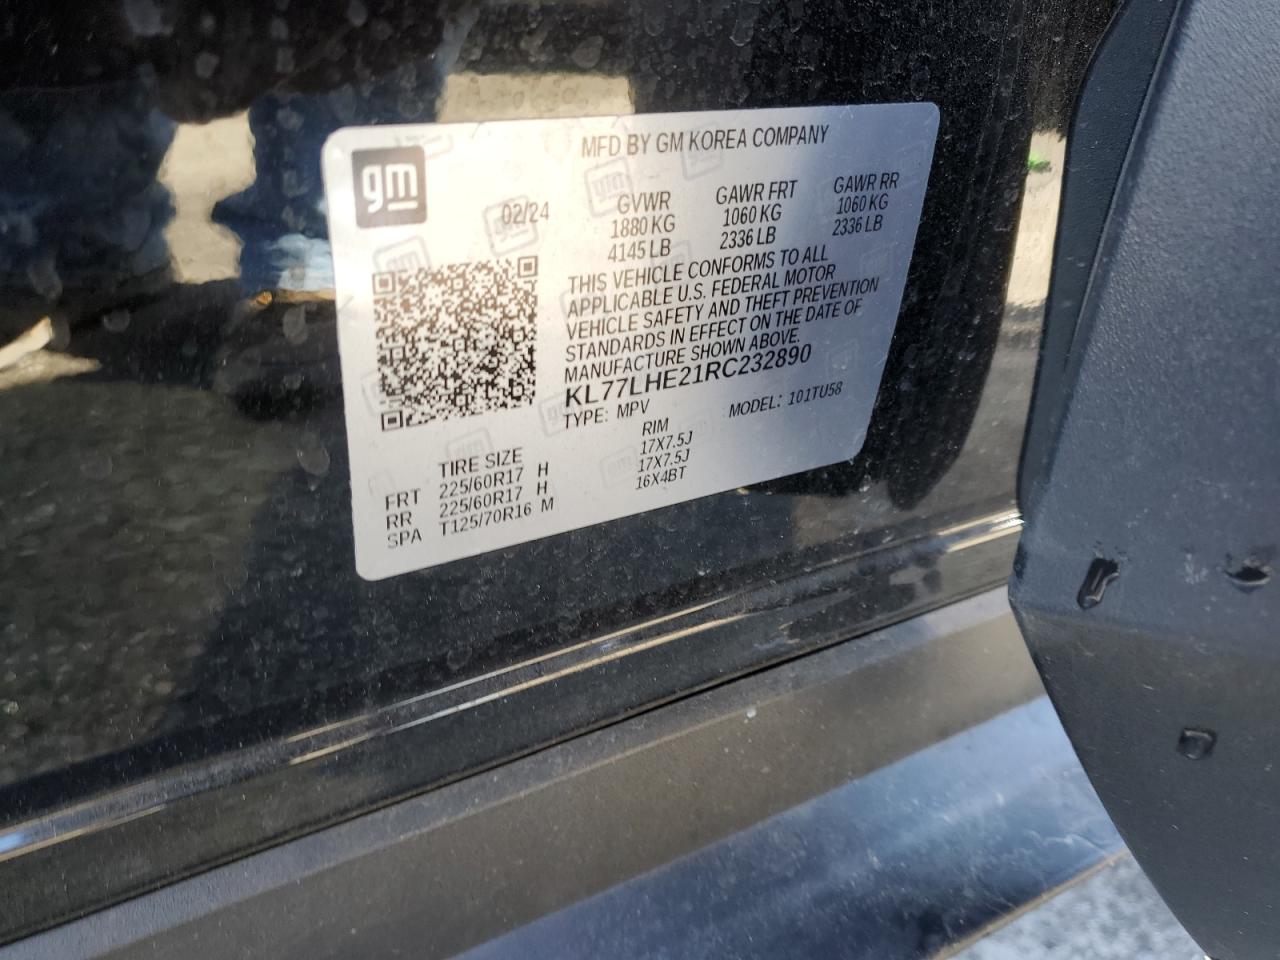 MFD BY GM KOREA COMPANY
gm
02/24
GVWR GAWR FRT GAWR RR
1880 KG 1060 KG 1060 KG
4145 LB 2336 LB 2336 LB
THIS VEHICLE CONFORMS TO ALL
APPLICABLE U.S. FEDERAL MOTOR
VEHICLE SAFETY AND THEFT PREVENTION
STANDARDS IN EFFECT ON THE DATE OF
MANUFACTURE SHOWN ABOVE.
KL77LHE21RC232890
TYPE: MPV MODEL: 101TU58
TIRE SIZE RIM
FRT 225/60R17 H 17X7.5J
RR 225/60R17 H 17X7.5J
SPA T125/70R16 M 16X4BT